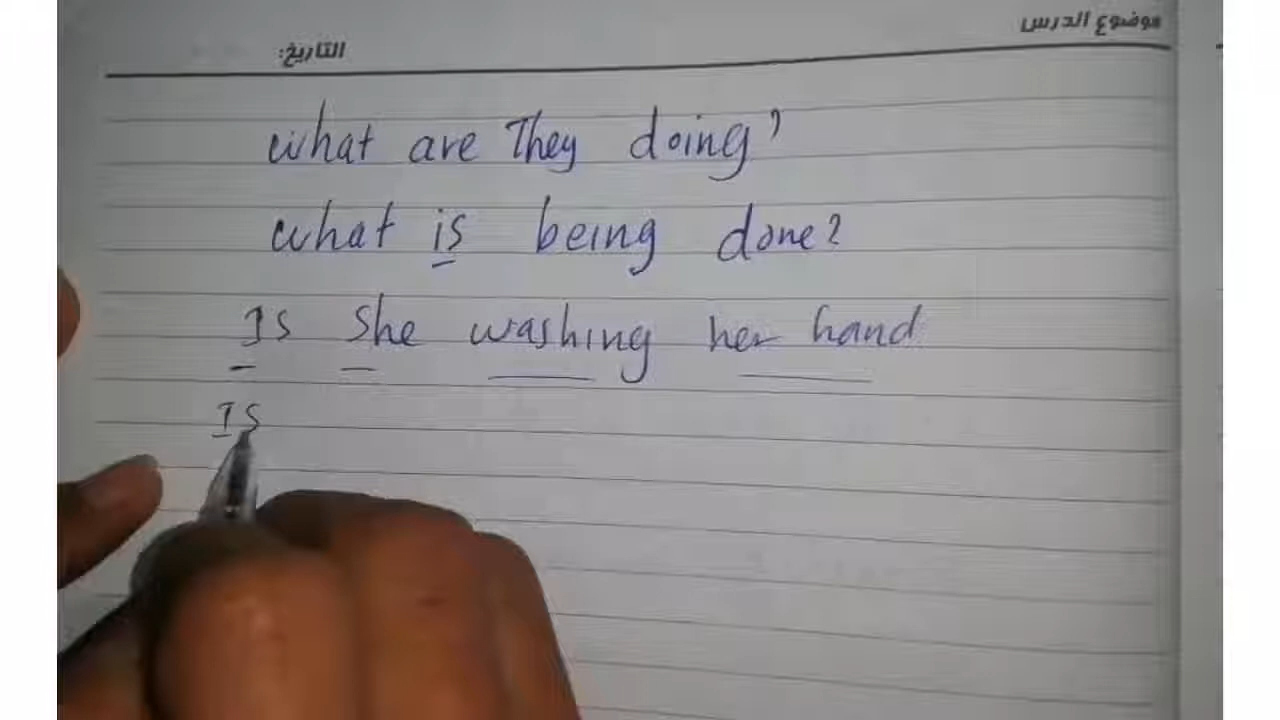 موضوع الدرس
التاريخ:
what are They doing?
what is being done?
Is She washing her hand
Is